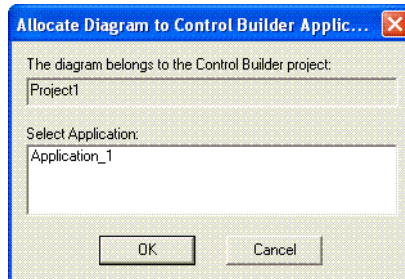 Allocate Diagram to Control Builder Applic...
The diagram belongs to the Control Builder project:
Project1
Select Application:
Application_1
OK Cancel